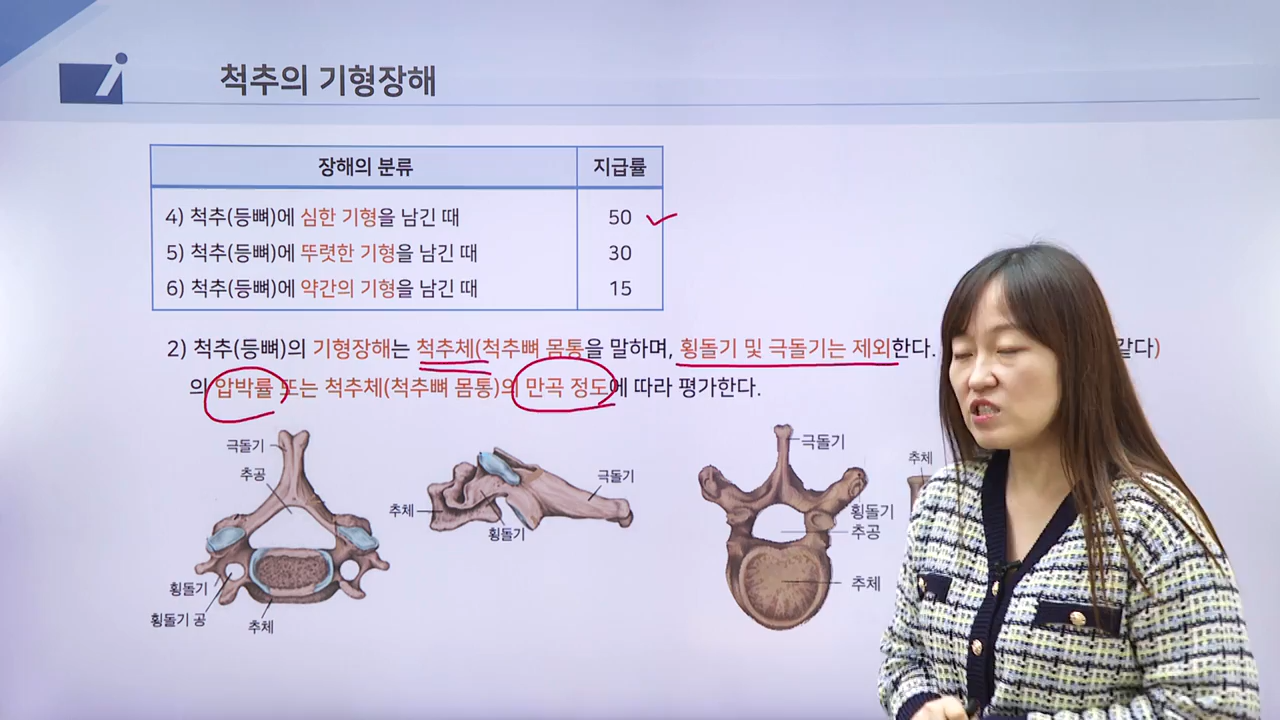 척추의 기형장해
장해의 분류 지급률
4) 척추(등뼈)에 심한 기형을 남긴 때 50
5) 척추(등뼈)에 뚜렷한 기형을 남긴 때 30
6) 척추(등뼈)에 약간의 기형을 남긴 때 15
2) 척추(등뼈)의 기형장해는 척추체(척추뼈 몸통을 말하며, 횡돌기 및 극돌기는 제외한다. 같다)
의 압박률 또는 척추체(척추뼈 몸통)의 만곡 정도에 따라 평가한다.
극돌기
추공
횡돌기
횡돌기 공
추체
극돌기
추체
횡돌기
극돌기
횡돌기
추공
추체
추체